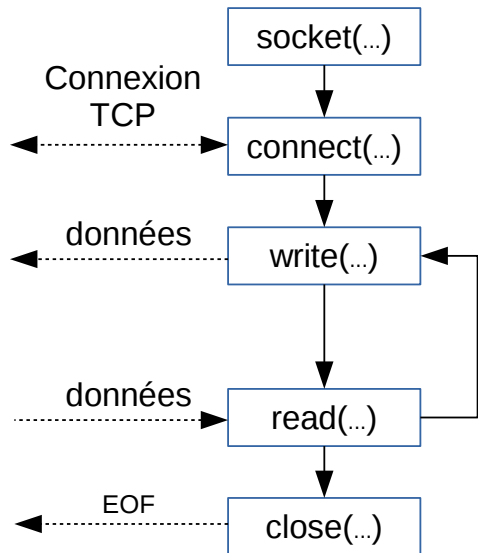 socket(...)
Connexion
TCP
connect(...)
données
write(...)
données
read(...)
EOF
close(...)